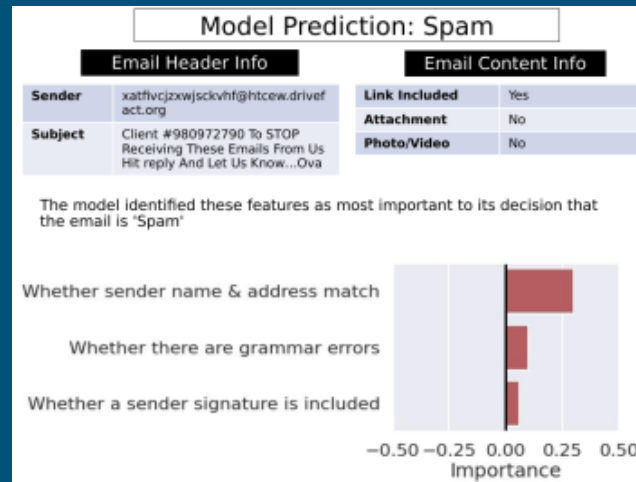 Model Prediction: Spam
Email Header Info
Email Content Info
Sender
xatfivcjzxwjsckvhf@htcew.drivef
act.org
Subject
Client #980972790 To STOP
Receiving These Emails From Us
Hit reply And Let Us Know...Ova
Link Included Yes
Attachment No
Photo/Video No
The model identified these features as most important to its decision that
the email is "Spam"
Whether sender name & address match
Whether there are grammar errors
Whether a sender signature is included
−0.50 −0.25 0.00 0.25 0.50
Importance